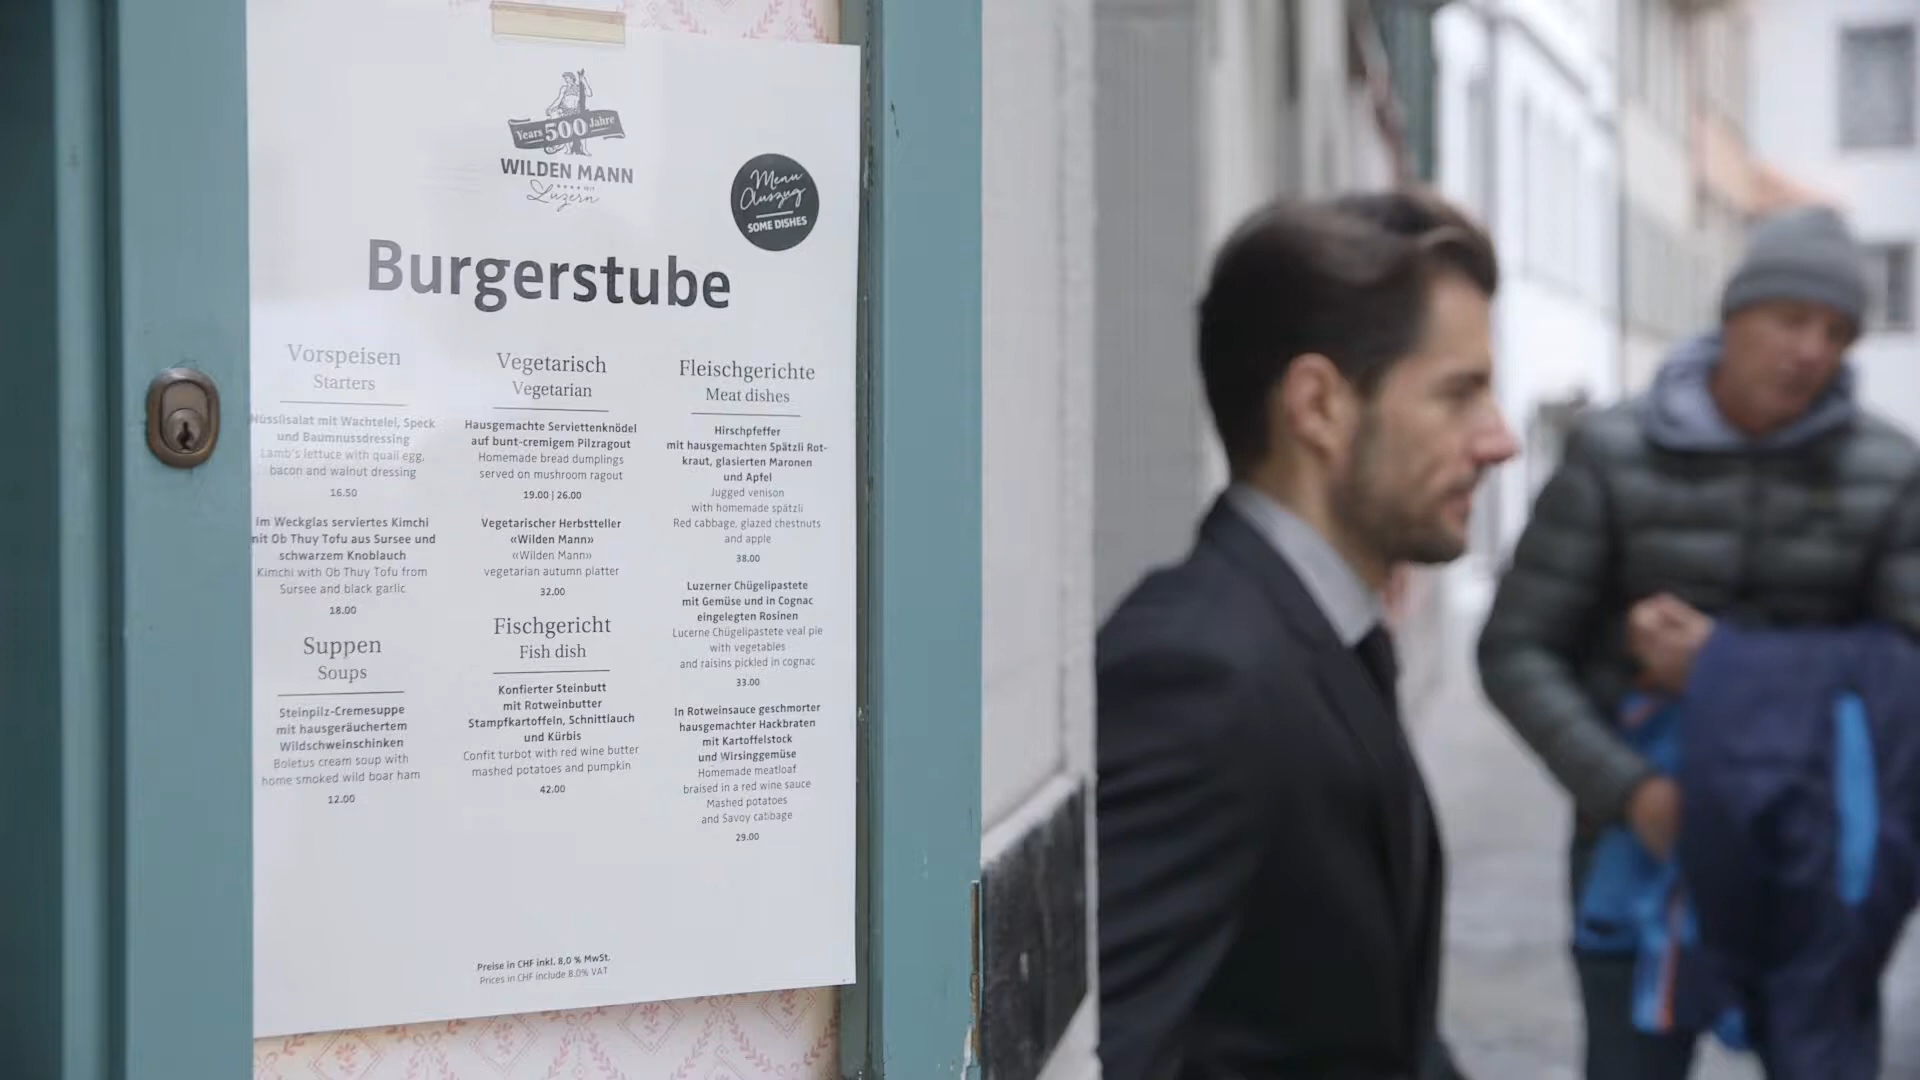 Years 500 Jahre
WILDEN MANN
Luzern
Menu
Auszug
SOME DISHES
Burgerstube
Vorspeisen
Starters
Nüsslisalat mit Wachtelei, Speck
und Baumnussdressing
Lamb's lettuce with quail egg,
bacon and walnut dressing
16.50
Im Weckglas serviertes Kimchi
mit Ob Thuy Tofu aus Sursee und
schwarzem Knoblauch
Kimchi with Ob Thuy Tofu from
Sursee and black garlic
18.00
Suppen
Soups
Steinpilz-Cremesuppe
mit hausgeräuchertem
Wildschweinschinken
Boletus cream soup with
home smoked wild boar ham
12.00
Vegetarisch
Vegetarian
Hausgemachte Serviettenknödel
auf bunt-cremigem Pilzragout
Homemade bread dumplings
served on mushroom ragout
19.00 | 26.00
Vegetarischer Herbstteller
«Wilden Mann»
«Wilden Mann»
vegetarian autumn platter
32.00
Fischgericht
Fish dish
Konfierter Steinbutt
mit Rotweinbutter
Stampfkartoffeln, Schnittlauch
und Kürbis
Confit turbot with red wine butter
mashed potatoes and pumpkin
42.00
Fleischgerichte
Meat dishes
Hirschpfeffer
mit hausgemachten Spätzli Rot-
kraut, glasierten Maronen
und Apfel
Jugged venison
with homemade spätzli
Red cabbage, glazed chestnuts
and apple
38.00
Luzerner Chügelipastete
mit Gemüse und in Cognac
eingelegten Rosinen
Lucerne Chügelipastete veal pie
with vegetables
and raisins pickled in cognac
33.00
In Rotweinsauce geschmorter
hausgemachter Hackbraten
mit Kartoffelstock
und Wirsinggemüse
Homemade meatloaf
braised in a red wine sauce
Mashed potatoes
and Savoy cabbage
29.00
Preise in CHF inkl. 8,0 % MwSt.
Prices in CHF include 8.0% VAT